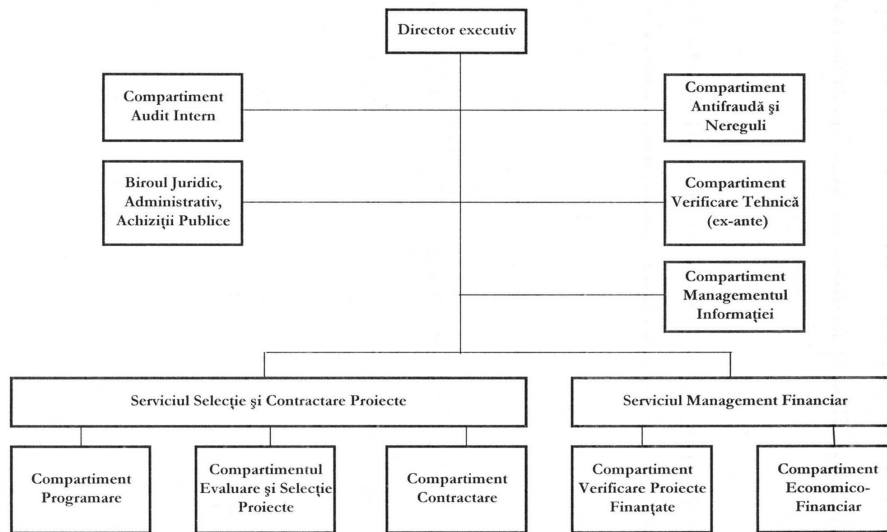 Director executiv
Compartiment
Audit Intern
Compartiment
Antifraudă şi
Nereguli
Biroul Juridic,
Administrativ,
Achiziţii Publice
Compartiment
Verificare Tehnică
(ex-ante)
Compartiment
Managementul
Informaţiei
Serviciul Selecţie şi Contractare Proiecte
Serviciul Management Financiar
Compartiment
Programare
Compartimentul
Evaluare şi Selecţie
Proiecte
Compartiment
Contractare
Compartiment
Verificare Proiecte
Finanţate
Compartiment
Economico-
Financiar